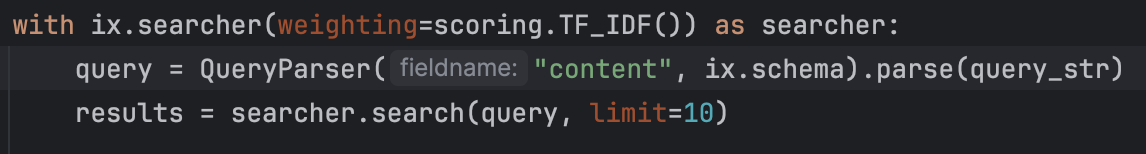 with ix.searcher(weighting=scoring.TF_IDF()) as searcher:
query = QueryParser( fieldname: "content", ix.schema).parse(query_str)
results = searcher.search(query, limit=10)